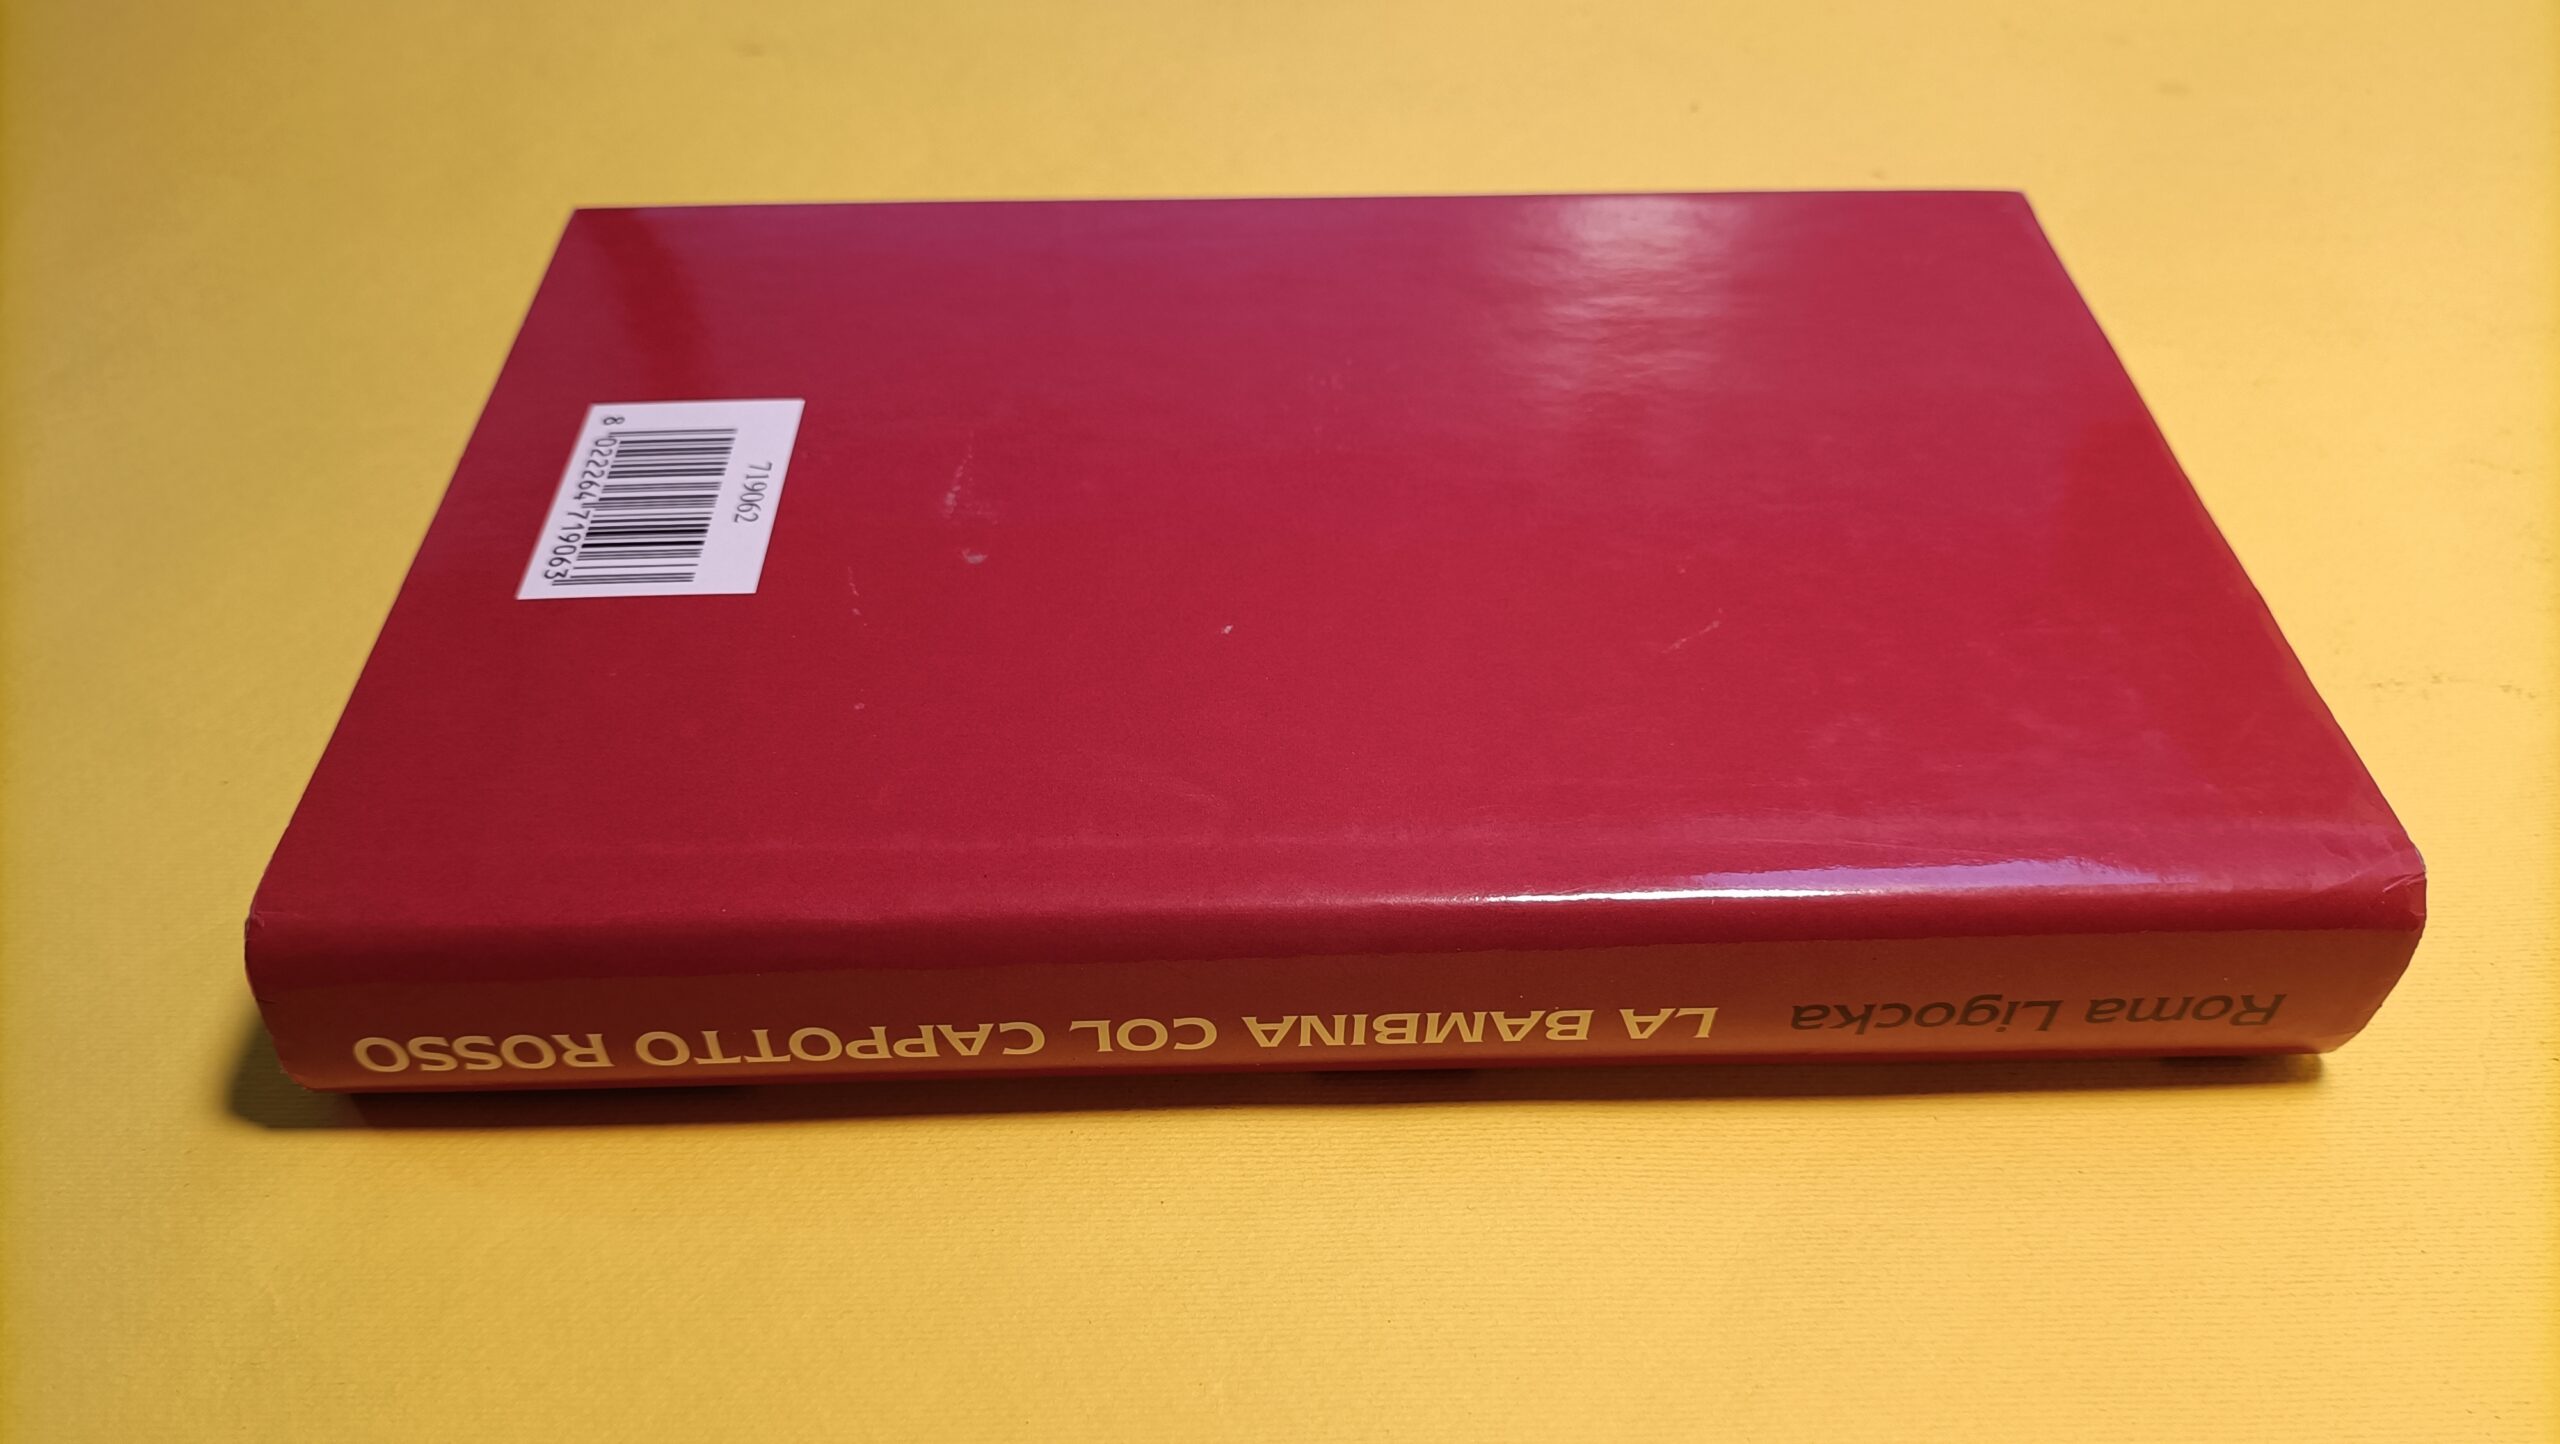 Roma Ligocka LA BAMBINA COL CAPPOTTO ROSSO
719062
8 022264 719063